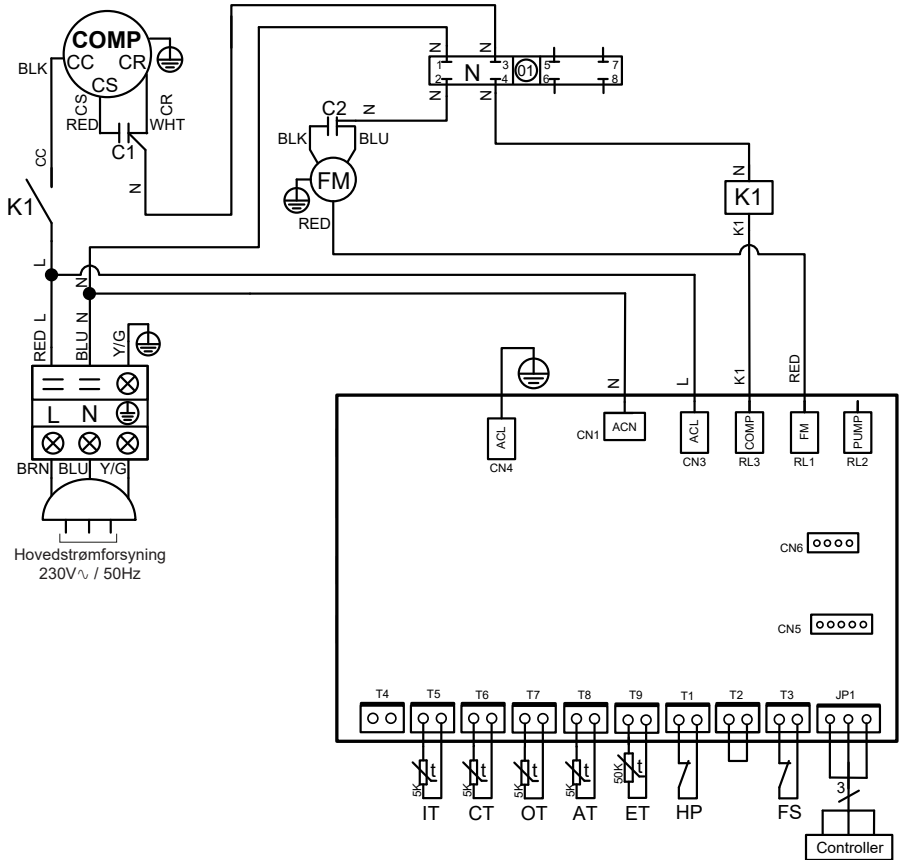 COMP
CC CR
CS
BLK
CS CR
RED WHT
C1
CC
N
K1
L
N
RED L
BLU N
Y/G
L N
BRN BLU Y/G
Hovedstrømforsyning
230V∿ / 50Hz
N N
1 3 5 7
N 01
2 4 6 8
N N
C2 N
BLK BLU
FM
RED
N
K1
K1
N L K1 RED
ACL
CN4
CN1 ACN
ACL
CN3
COMP
RL3
FM
RL1
PUMP
RL2
CN6
CN5
T4 T5 T6 T7 T8 T9 T1 T2 T3 JP1
5K t 5K t 5K t 5K t 50K t
3
IT CT OT AT ET HP FS
Controller